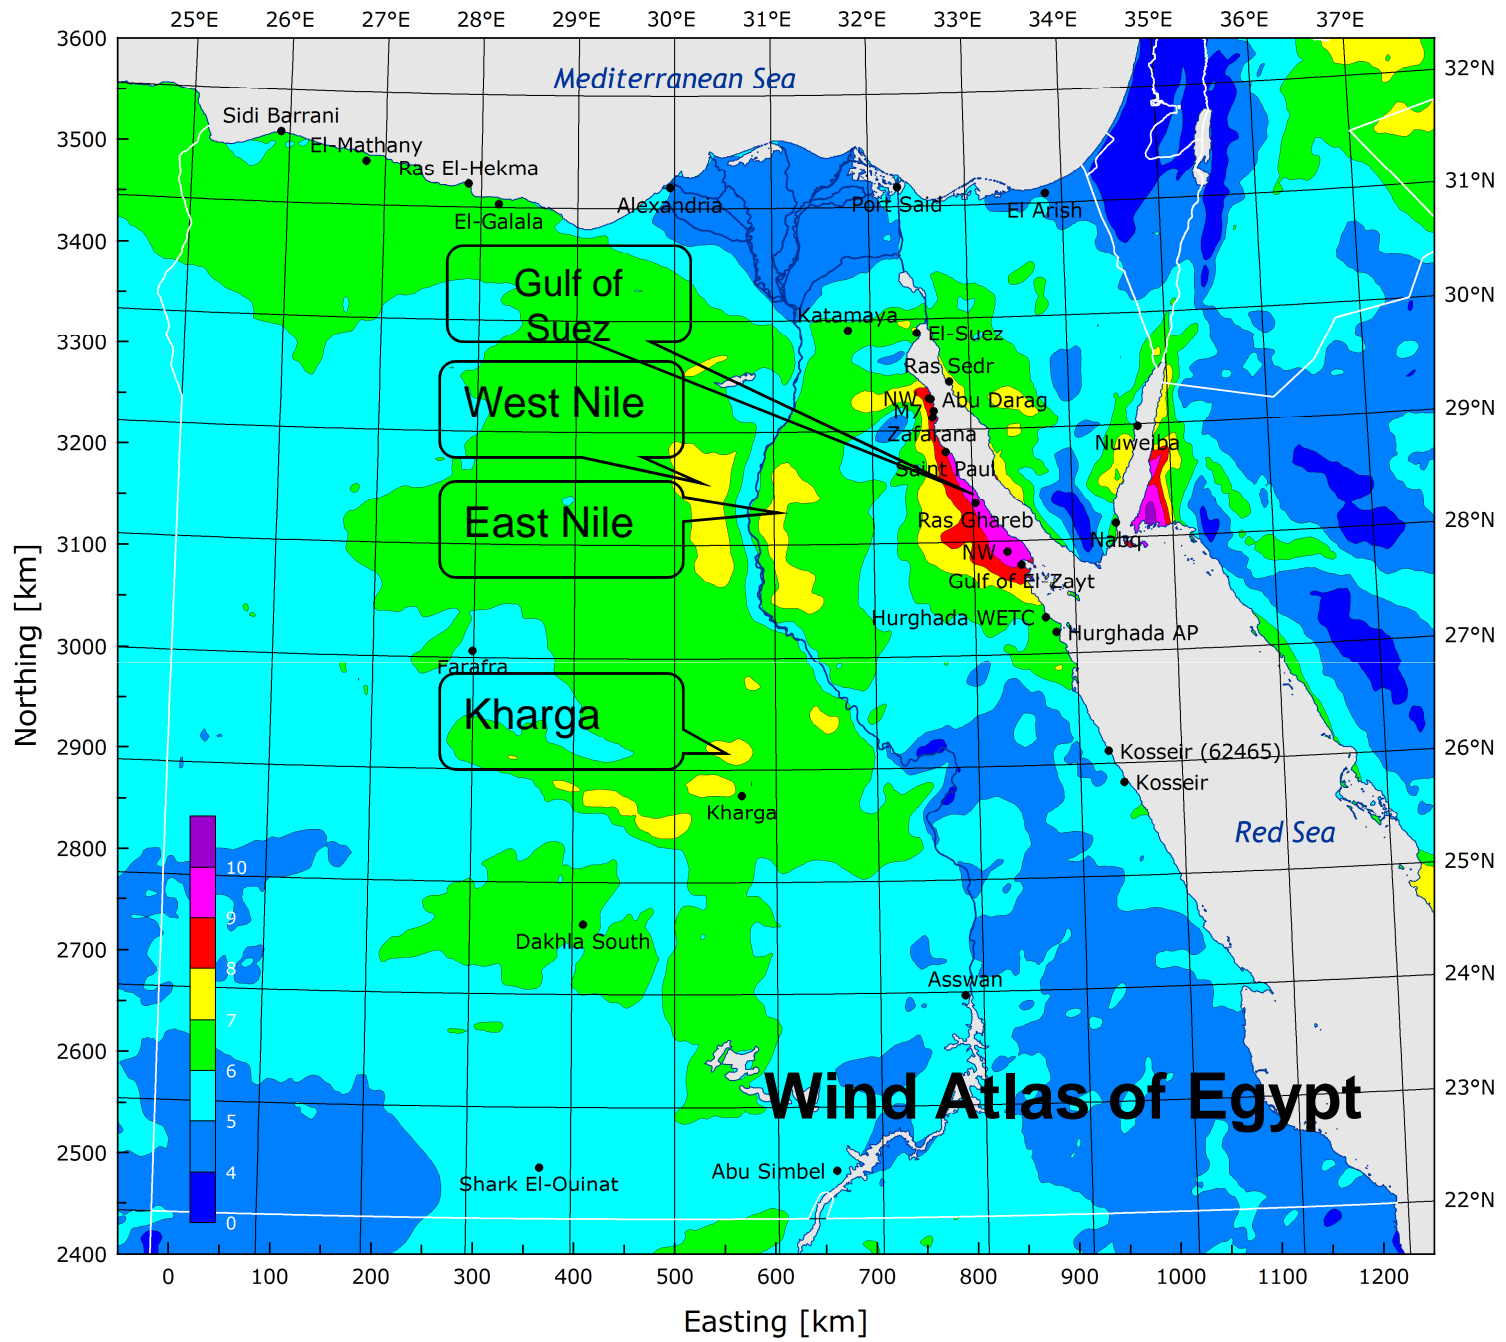 25°E 26°E 27°E 28°E 29°E 30°E 31°E 32°E 33°E 34°E 35°E 36°E 37°E
3600
Mediterranean Sea
32°N
Sidi Barrani
3500
El-Mathany
Ras El-Hekma
31°N
Alexandria
Port Said
El Arish
El-Galala
3400
Gulf of
Suez
30°N
Katamaya
El-Suez
3300
Ras Sedr
West Nile
NW
Abu Darag
M7
29°N
Zafarana
Nuweiba
3200
Saint Paul
East Nile
Ras Ghareb
28°N
Nabq
3100
NW
Gulf of El-Zayt
Hurghada WETC
Hurghada AP
27°N
3000
Farafra
Kharga
2900
Kosseir (62465)
26°N
Kosseir
Kharga
Red Sea
2800
25°N
10
9
2700
Dakhla South
8
Asswan
24°N
7
2600
6
Wind Atlas of Egypt
23°N
5
2500
4
Abu Simbel
Shark El-Ouinat
22°N
0
2400
0 100 200 300 400 500 600 700 800 900 1000 1100 1200
Northing [km]
Easting [km]